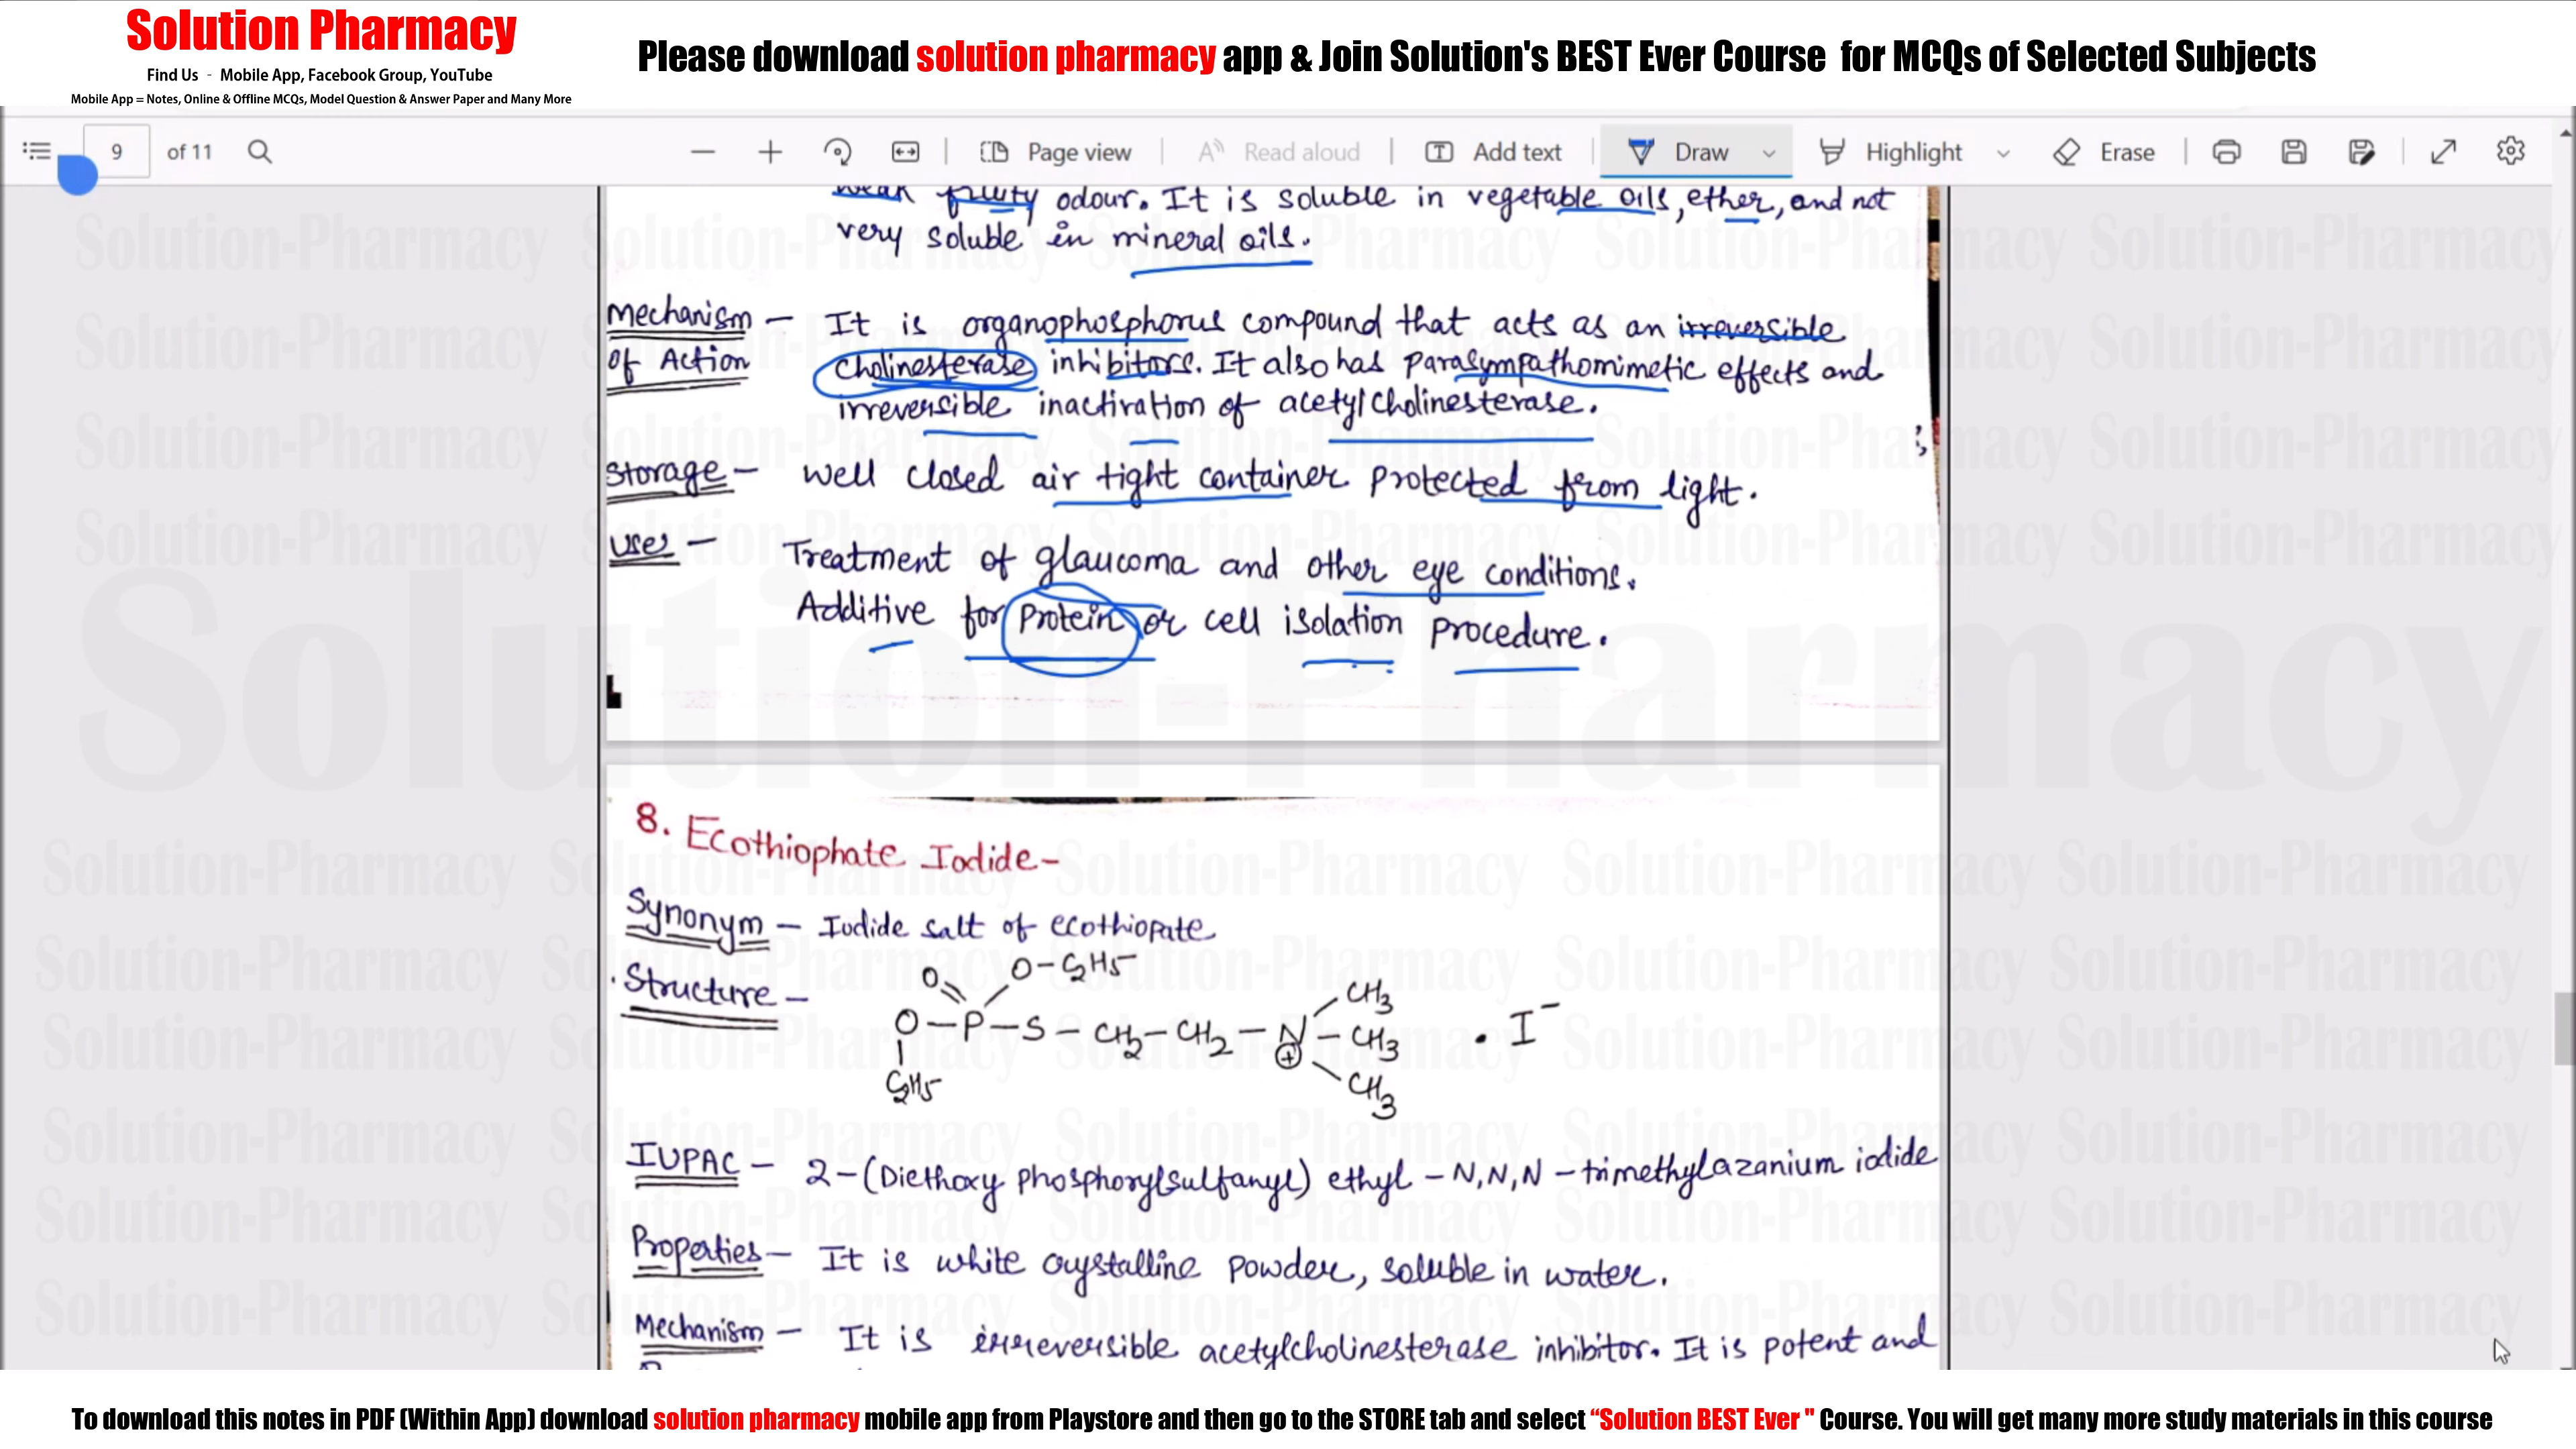 Solution Pharmacy
Find Us - Mobile App, Facebook Group, YouTube
Mobile App = Notes, Online & Offline MCQs, Model Question & Answer Paper and Many More
Please download solution pharmacy app & Join Solution's BEST Ever Course for MCQs of Selected Subjects
9 of 11
Page view
Read aloud
Add text
Draw
Highlight
Erase
weak fruity odour. It is soluble in vegetable oils, ether, and not
very soluble in mineral oils.
Mechanism of Action - It is organophosphorus compound that acts as an irreversible
cholinesterase inhibitors. It also has parasympathomimetic effects and
irreversible inactivation of acetylcholinesterase.
Storage - well closed air tight container protected from light.
Uses - Treatment of glaucoma and other eye conditions.
Additive for protein or cell isolation procedure.
8. Ecothiophate Iodide-
Synonym - Iodide salt of ecothiopate
Structure -
O O-C2H5
O-P-S-CH2-CH2-N-CH3 . I-
C2H5
CH3
CH3
IUPAC - 2-(Diethoxy phosphorylsulfanyl) ethyl-N,N,N-trimethylazanium iodide
Properties - It is white crystalline powder, soluble in water.
Mechanism - It is irreversible acetylcholinesterase inhibitor. It is potent and
To download this notes in PDF (Within App) download solution pharmacy mobile app from Playstore and then go to the STORE tab and select “Solution BEST Ever " Course. You will get many more study materials in this course
Solution-Pharmacy